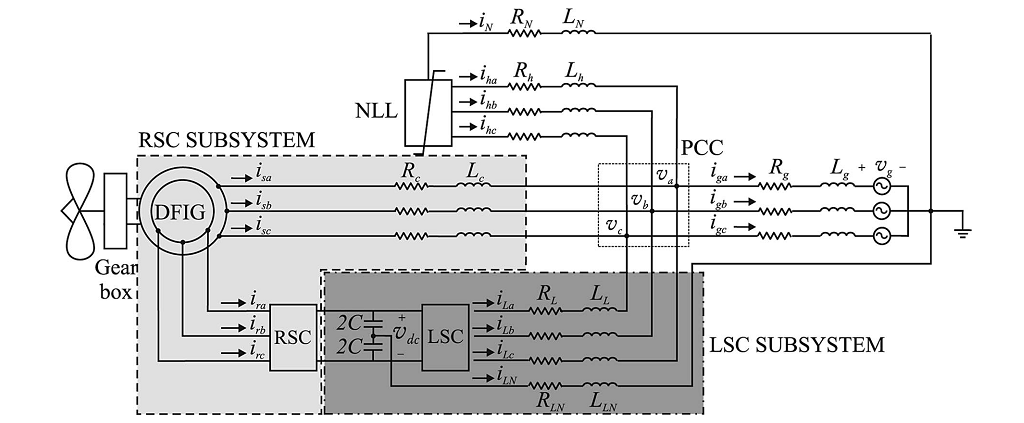 i_N R_N L_N
NLL
i_ha R_h L_h
i_hb
i_hc
RSC SUBSYSTEM
PCC
i_sa R_c L_c v_a i_ga R_g L_g + v_g −
DFIG i_sb v_b i_gb
i_sc v_c i_gc
Gear
box
i_ra
i_rb
i_rc
RSC
2C + v_dc −
2C
LSC
i_La R_L L_L
i_Lb
i_Lc
i_LN
R_LN L_LN
LSC SUBSYSTEM